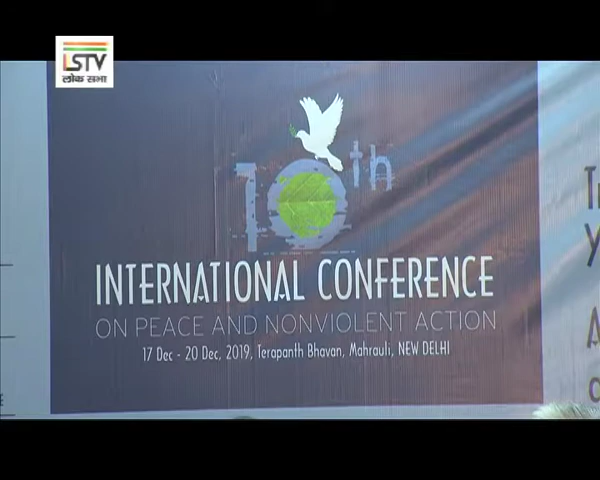 LSTV
लोक सभा
10th
INTERNATIONAL CONFERENCE
ON PEACE AND NONVIOLENT ACTION
17 Dec - 20 Dec, 2019, Terapanth Bhavan, Mahrauli, NEW DELHI